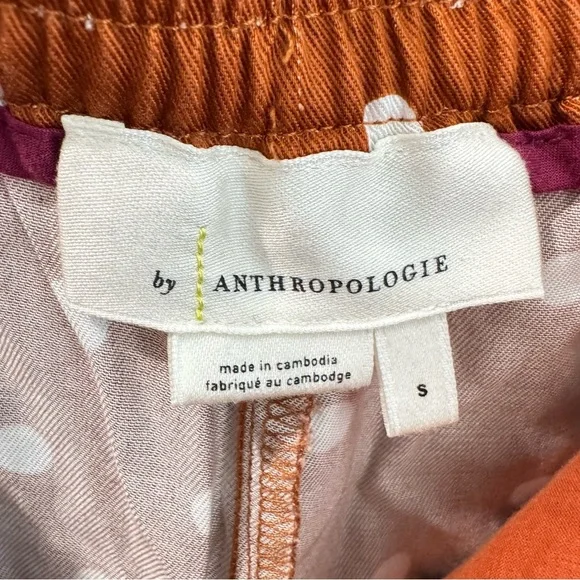 by ANTHROPOLOGIE
made in cambodia
fabriqué au cambodge
S